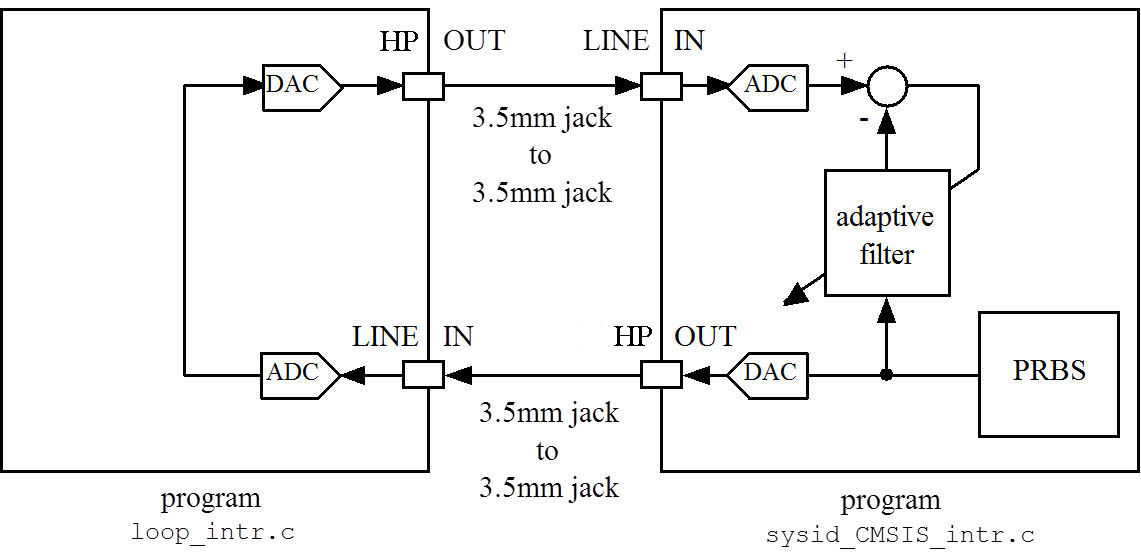 HP OUT
LINE IN
DAC
ADC
+
-
3.5mm jack
to
3.5mm jack
adaptive
filter
LINE IN
HP OUT
ADC
DAC
PRBS
3.5mm jack
to
3.5mm jack
program
loop_intr.c
program
sysid_CMSIS_intr.c